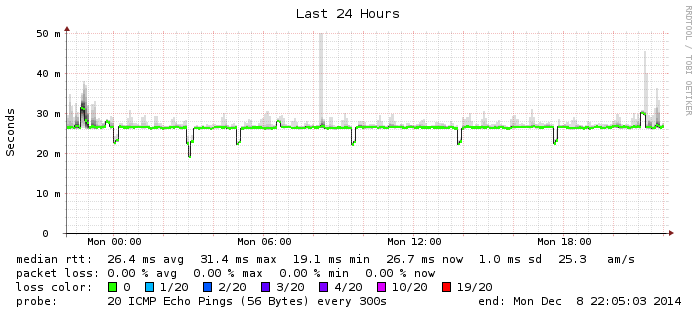 Last 24 Hours
RRDTOOL / TOBI OETIKER
Seconds
50 m
40 m
30 m
20 m
10 m
0
Mon 00:00 Mon 06:00 Mon 12:00 Mon 18:00
median rtt: 26.4 ms avg 31.4 ms max 19.1 ms min 26.7 ms now 1.0 ms sd 25.3 am/s
packet loss: 0.00 % avg 0.00 % max 0.00 % min 0.00 % now
loss color: 0 1/20 2/20 3/20 4/20 10/20 19/20
probe: 20 ICMP Echo Pings (56 Bytes) every 300s end: Mon Dec 8 22:05:03 2014